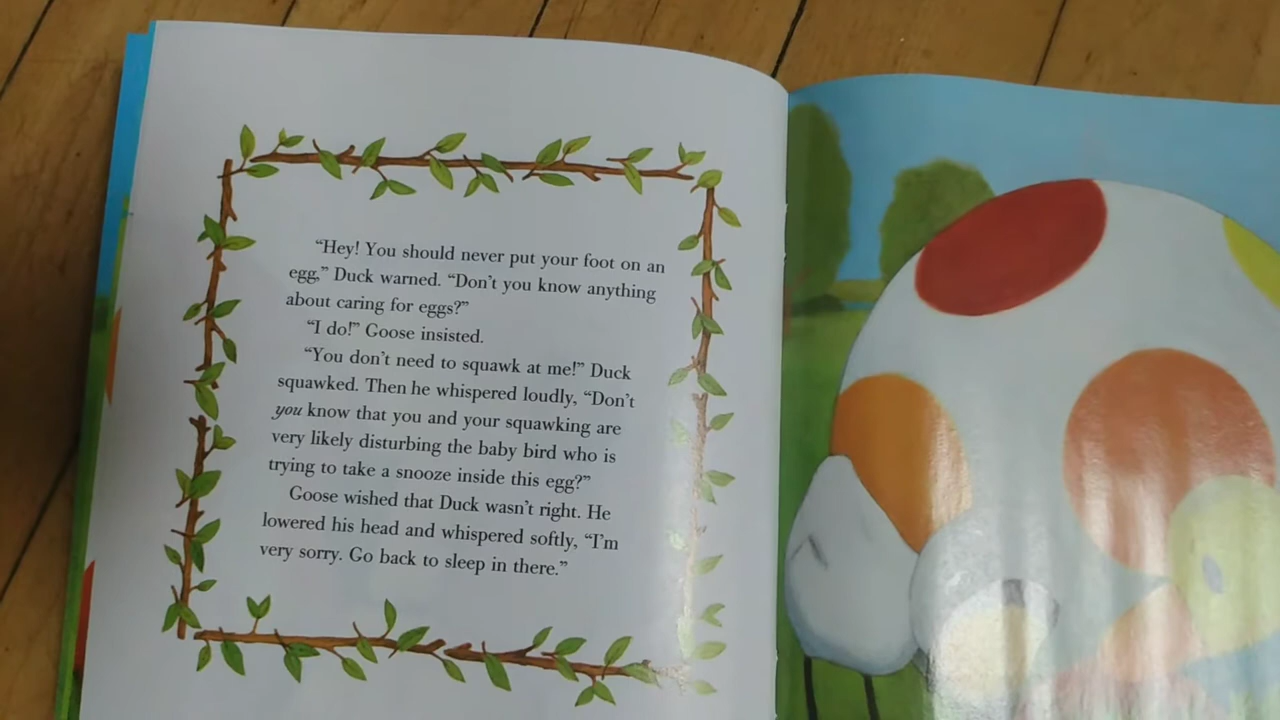 “Hey! You should never put your foot on an
egg,” Duck warned. “Don’t you know anything
about caring for eggs?”
“I do!” Goose insisted.
“You don’t need to squawk at me!” Duck
squawked. Then he whispered loudly, “Don’t
you know that you and your squawking are
very likely disturbing the baby bird who is
trying to take a snooze inside this egg?”
Goose wished that Duck wasn’t right. He
lowered his head and whispered softly, “I’m
very sorry. Go back to sleep in there.”